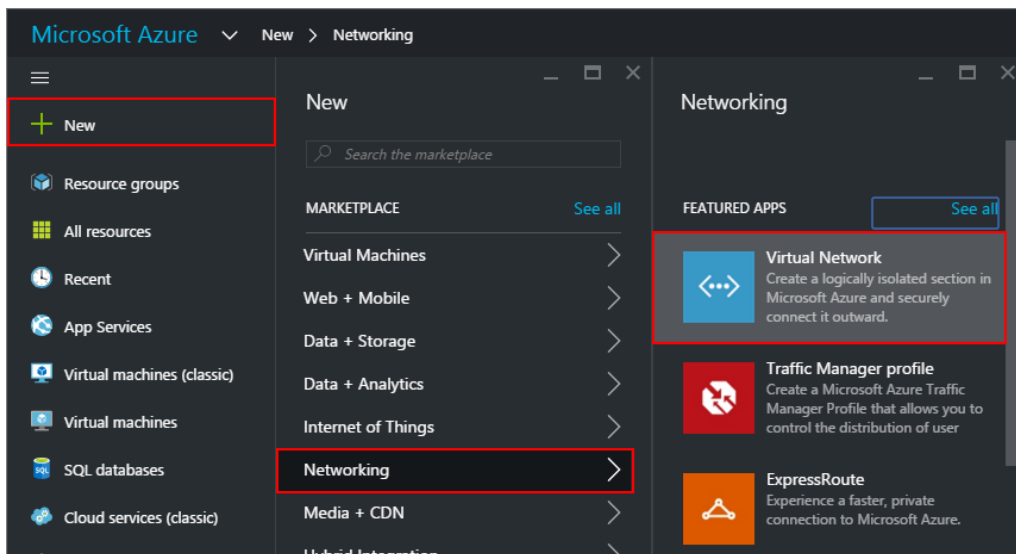 Microsoft Azure New > Networking
New
Resource groups
All resources
Recent
App Services
Virtual machines (classic)
Virtual machines
SQL databases
Cloud services (classic)
New
Search the marketplace
MARKETPLACE See all
Virtual Machines
Web + Mobile
Data + Storage
Data + Analytics
Internet of Things
Networking
Media + CDN
Hybrid Integration
Networking
FEATURED APPS See all
Virtual Network
Create a logically isolated section in
Microsoft Azure and securely
connect it outward.
Traffic Manager profile
Create a Microsoft Azure Traffic
Manager Profile that allows you to
control the distribution of user
ExpressRoute
Experience a faster, private
connection to Microsoft Azure.